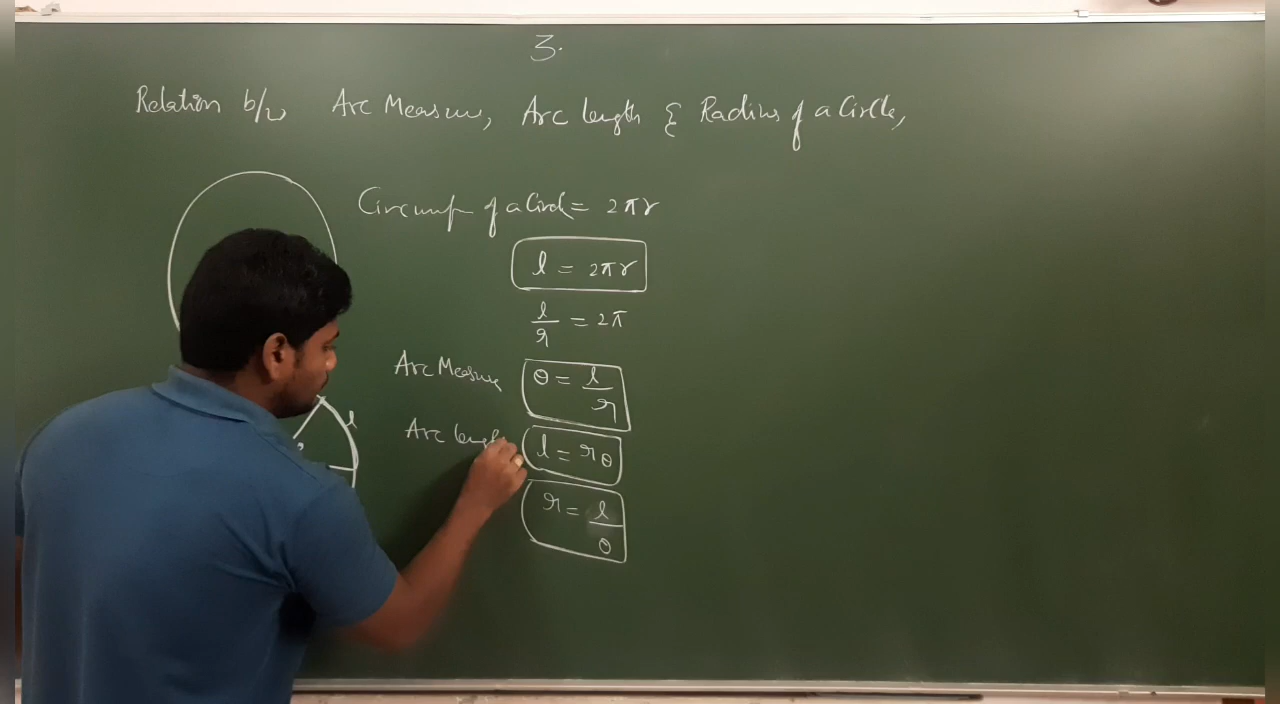 3.
Relation b/w Arc Measure, Arc length & Radius of a Circle,
Circumf of a Circle = 2πr
l = 2πr
l/r = 2π
l
Arc Measure θ = l/r
Arc length l = rθ
r = l/θ